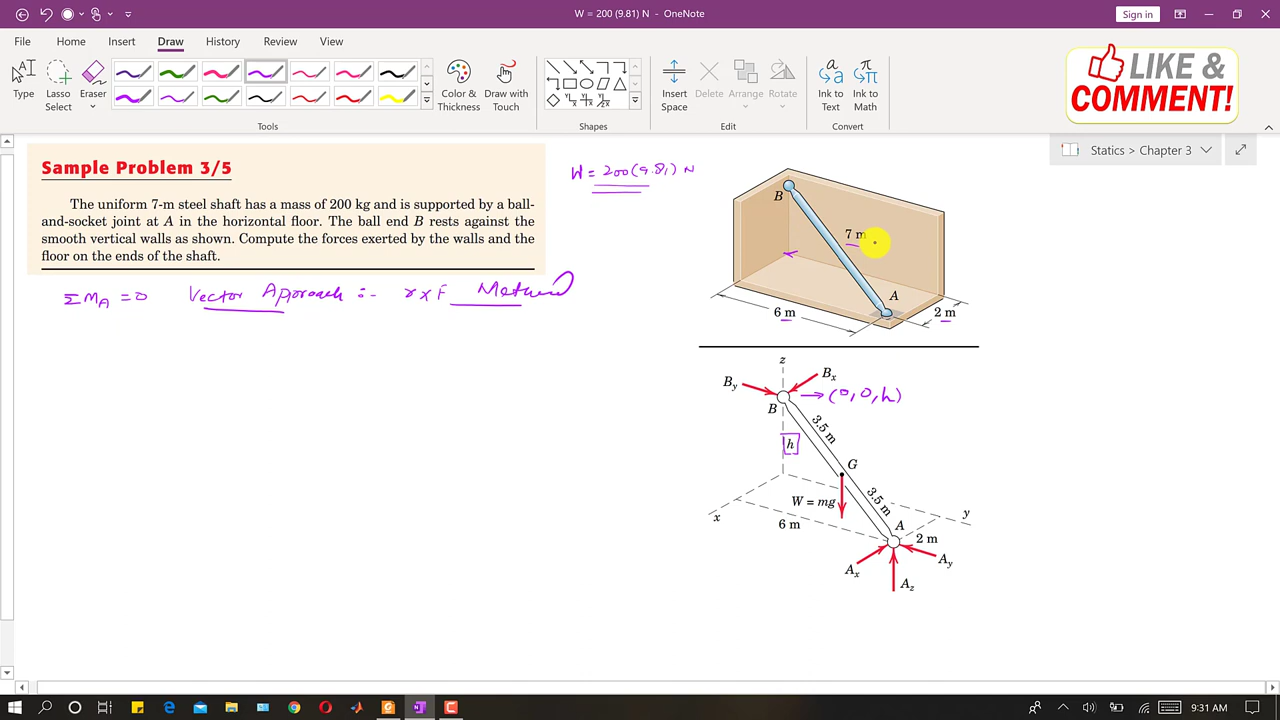 W = 200 (9.81) N - OneNote
Sign in
File Home Insert Draw History Review View
Type
Lasso Select
Eraser
Color & Thickness
Draw with Touch
Insert Space
Delete
Arrange
Rotate
Ink to Text
Ink to Math
Tools
Shapes
Edit
Convert
LIKE & COMMENT!
Statics > Chapter 3
Sample Problem 3/5
The uniform 7-m steel shaft has a mass of 200 kg and is supported by a ball-
and-socket joint at A in the horizontal floor. The ball end B rests against the
smooth vertical walls as shown. Compute the forces exerted by the walls and the
floor on the ends of the shaft.
W = 200(9.81) N
ΣM_A = 0 Vector Approach :- r×F Method
B
7 m
A
6 m
2 m
z
B_y
B_x
B
(0,0,h)
3.5 m
h
G
W = mg
3.5 m
x
6 m
A
y
2 m
A_x
A_y
A_z
9:31 AM